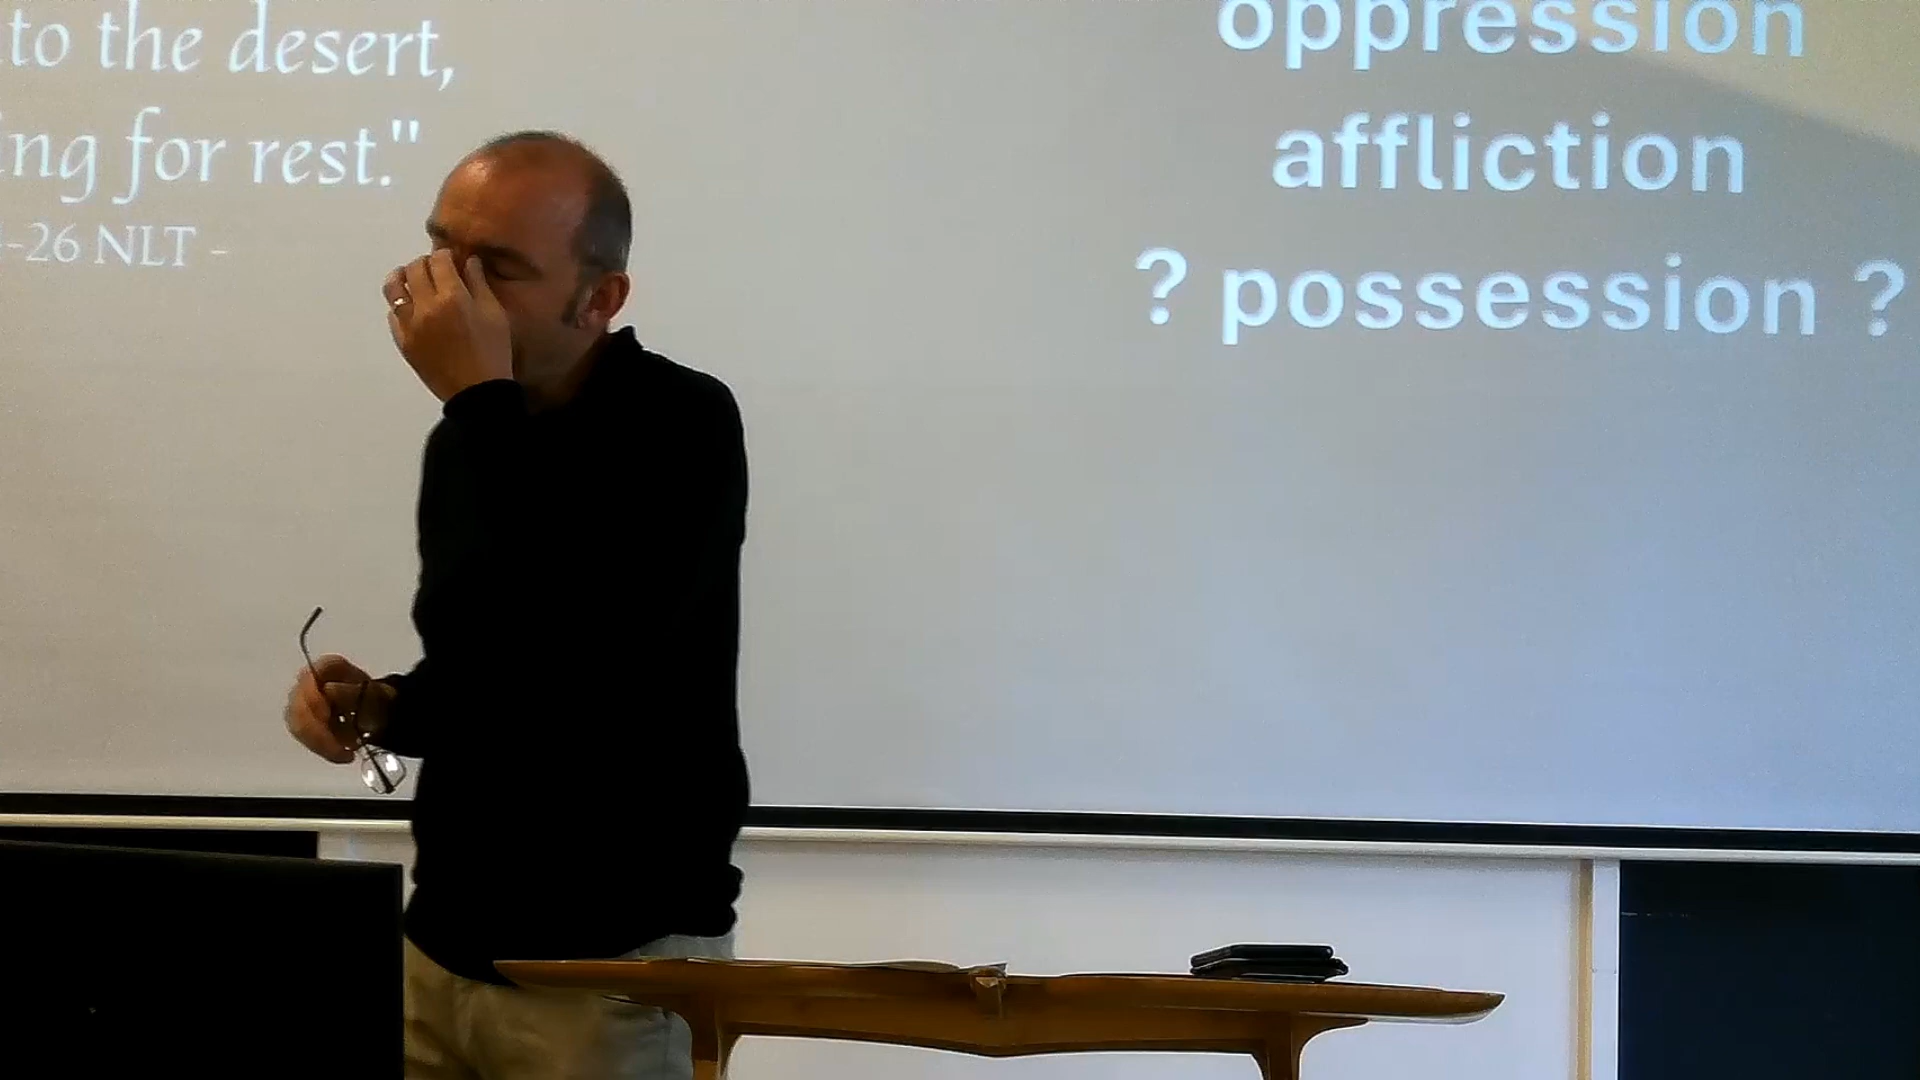 to the desert,
ing for rest."
-26 NLT -
oppression
affliction
? possession ?